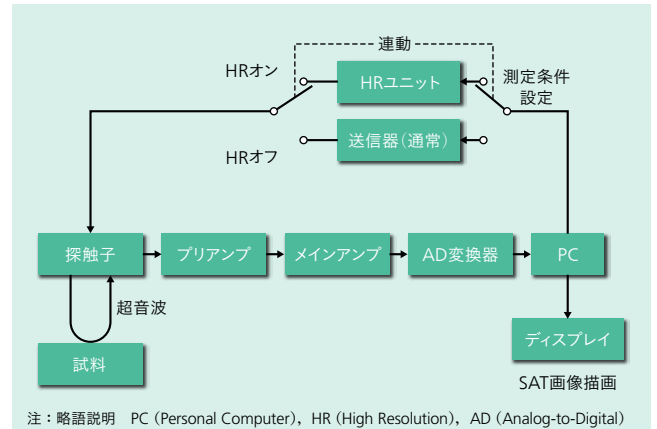 連動
HRオン
HRユニット
測定条件
設定
送信器（通常）
HRオフ
探触子
プリアンプ
メインアンプ
AD変換器
PC
超音波
試料
ディスプレイ
SAT画像描画
注：略語説明　PC（Personal Computer），HR（High Resolution），AD（Analog-to-Digital）